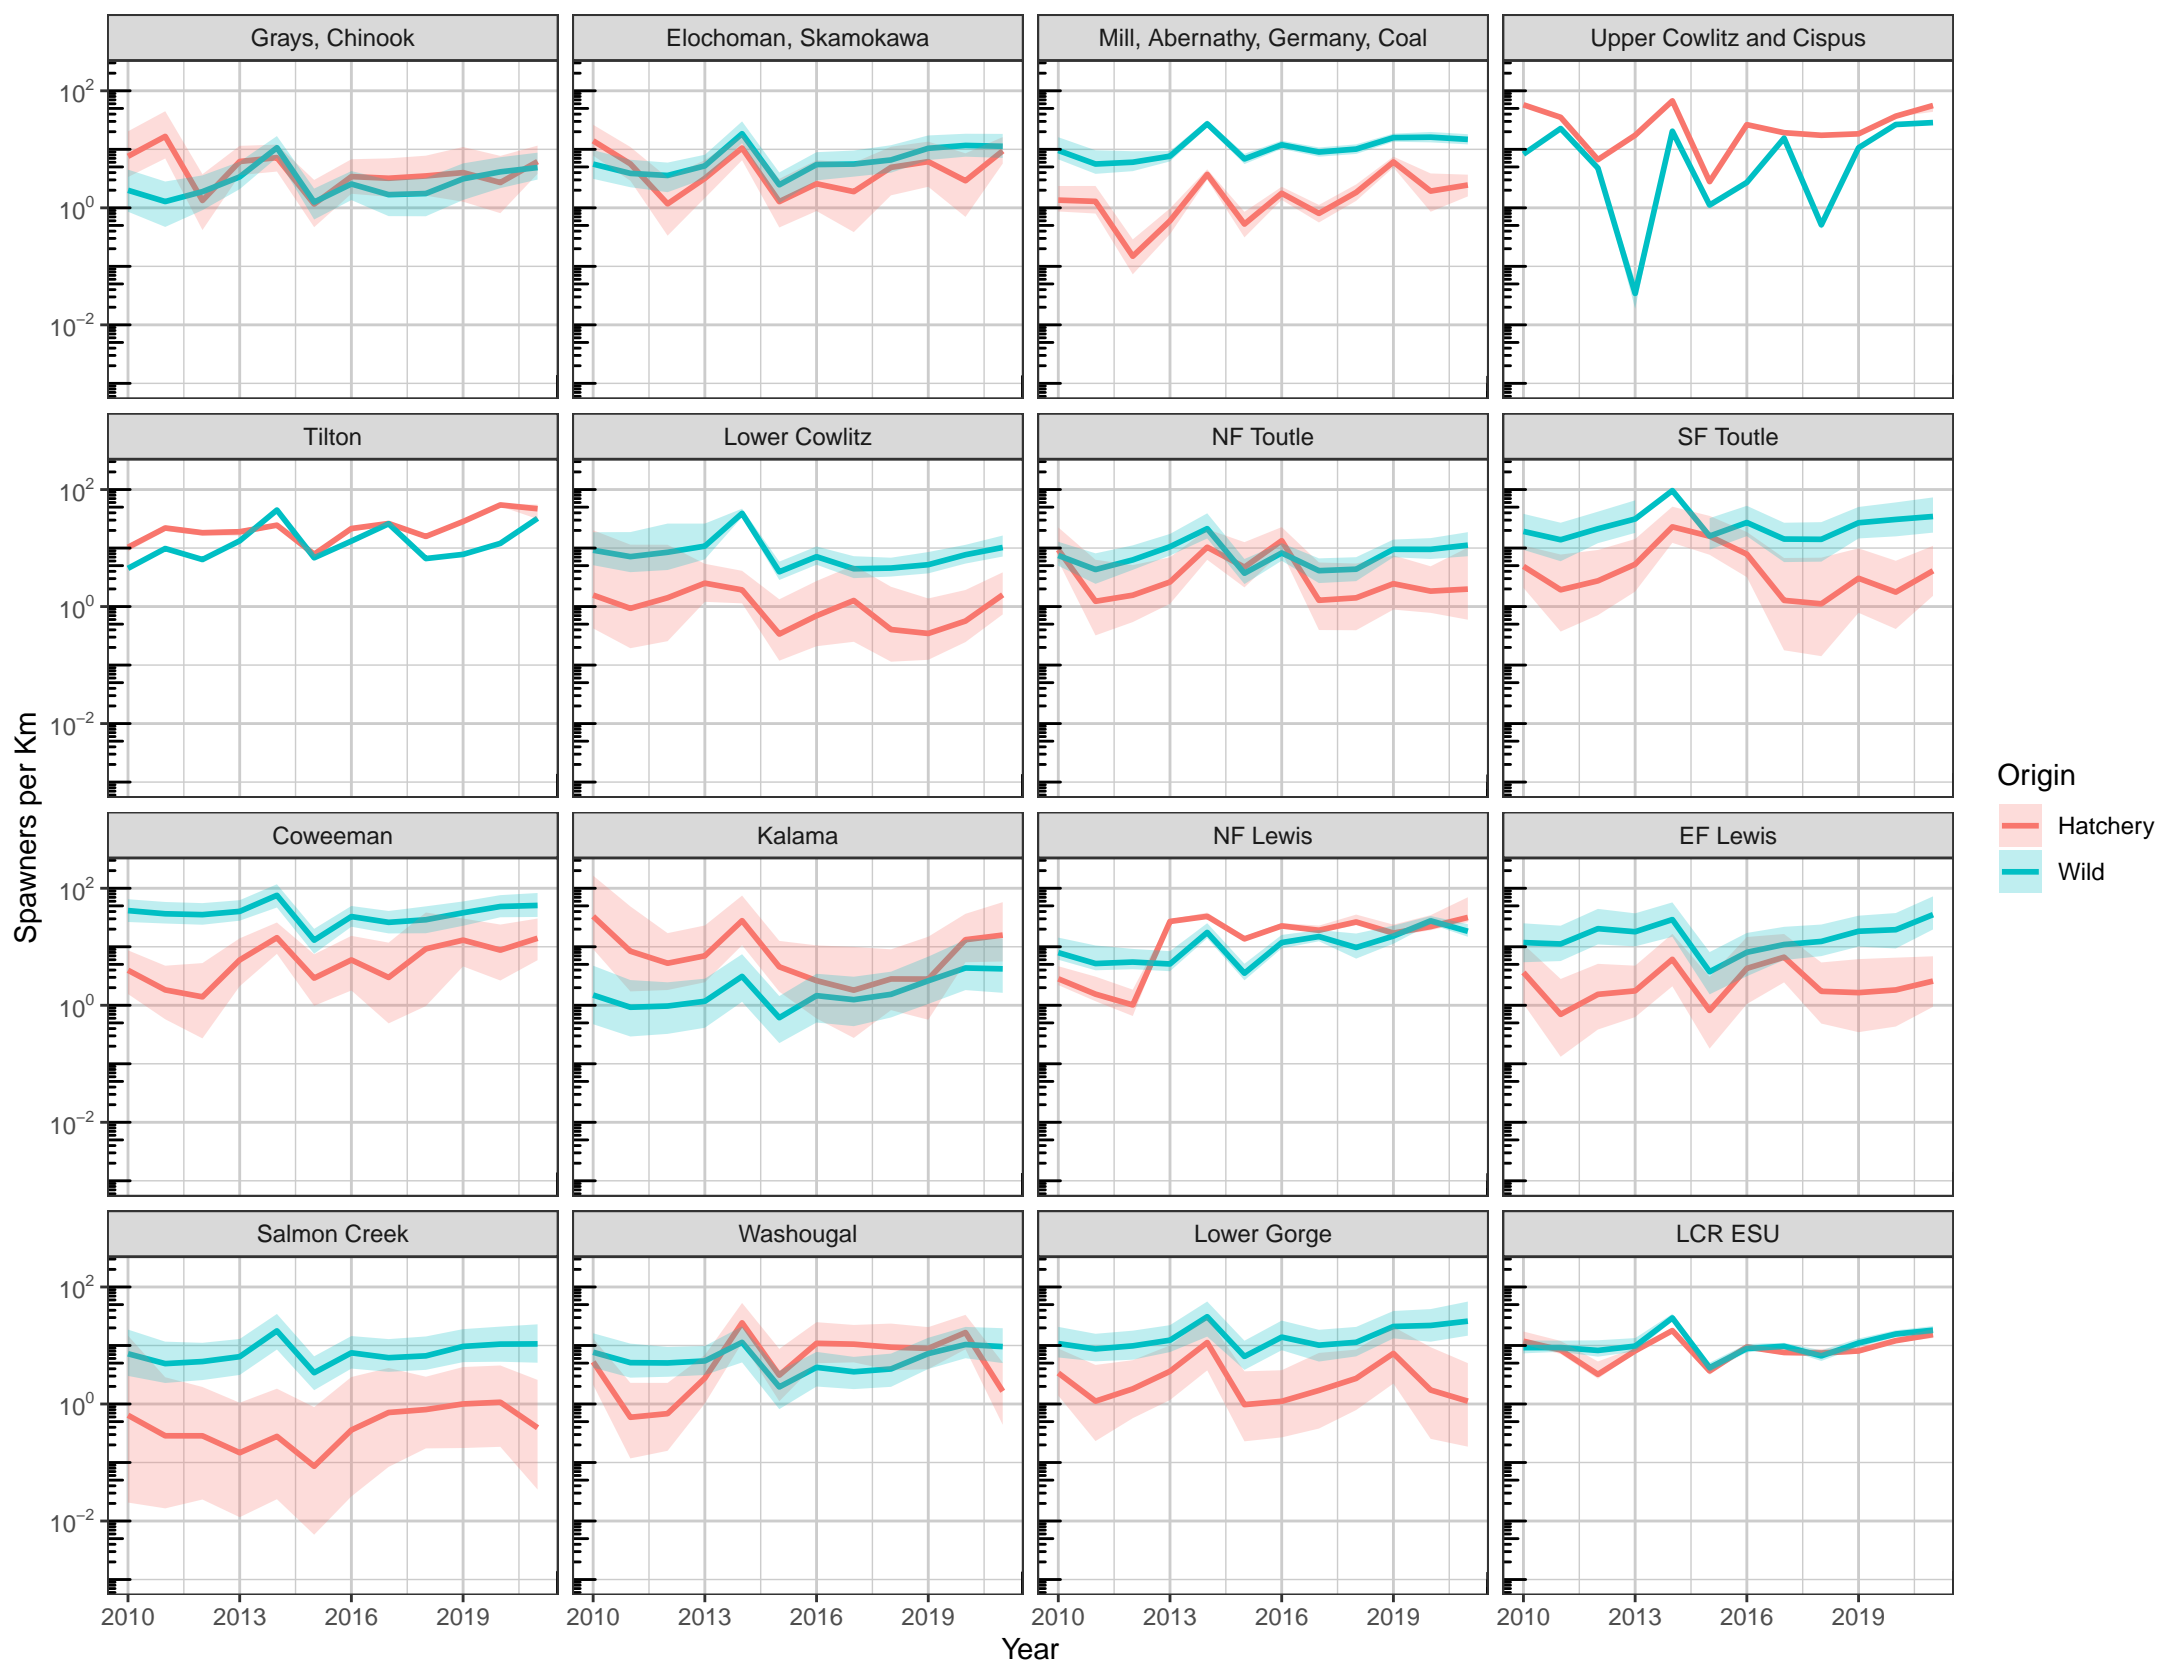 Grays, Chinook
Elochoman, Skamokawa
Mill, Abernathy, Germany, Coal
Upper Cowlitz and Cispus
10²
10⁰
10⁻²
Tilton
Lower Cowlitz
NF Toutle
SF Toutle
10²
10⁰
10⁻²
Coweeman
Kalama
NF Lewis
EF Lewis
10²
10⁰
10⁻²
Salmon Creek
Washougal
Lower Gorge
LCR ESU
10²
10⁰
10⁻²
2010 2013 2016 2019
2010 2013 2016 2019
2010 2013 2016 2019
2010 2013 2016 2019
Year
Spawners per Km
Origin
Hatchery
Wild